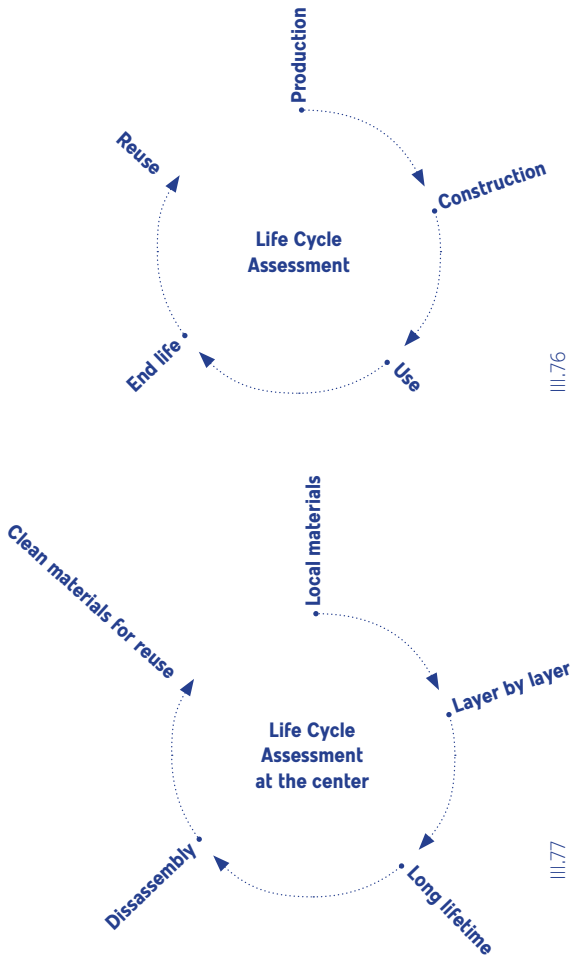 Production
Construction
Use
End life
Reuse
Life Cycle
Assessment
III.76
Local materials
Layer by layer
Long lifetime
Dissassembly
Clean materials for reuse
Life Cycle
Assessment
at the center
III.77